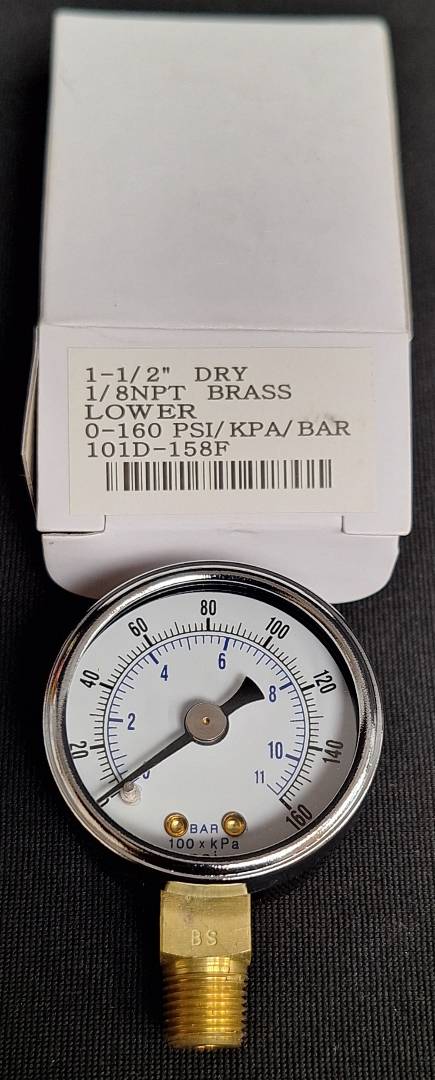 1-1/2" DRY
1/8NPT BRASS
LOWER
0-160 PSI/KPA/BAR
101D-158F
20
40
60
80
100
120
140
160
2
4
6
8
10
11
BAR
100 x kPa
BS